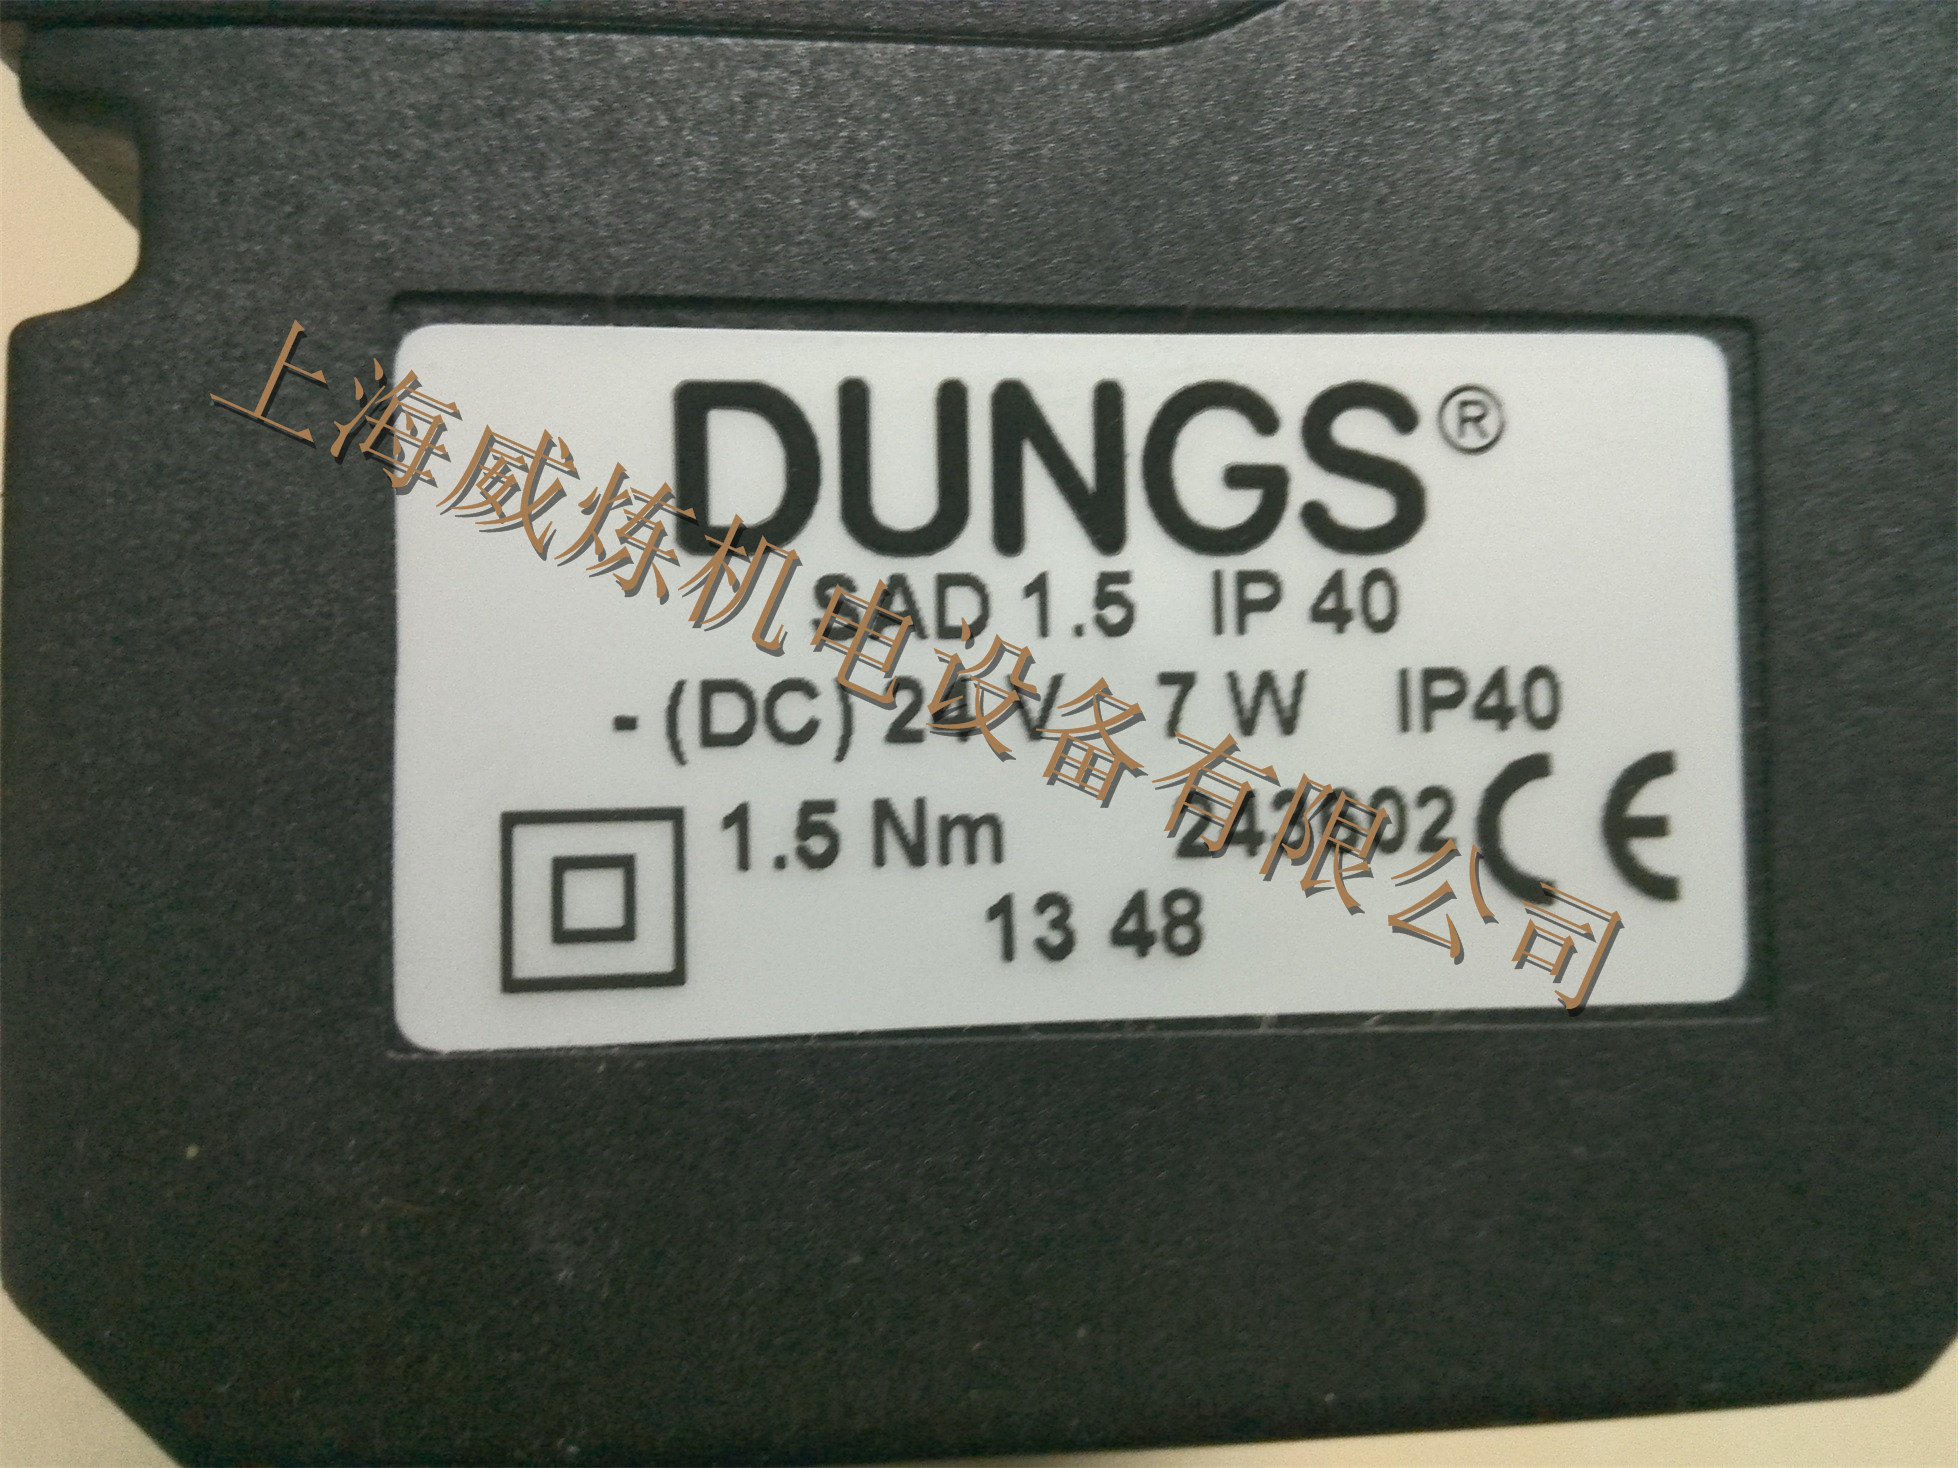 DUNGS®
SAD 1.5 IP 40
- (DC) 24 V 7 W IP40
1.5 Nm CE
13 48
上海威炼机电设备有限公司